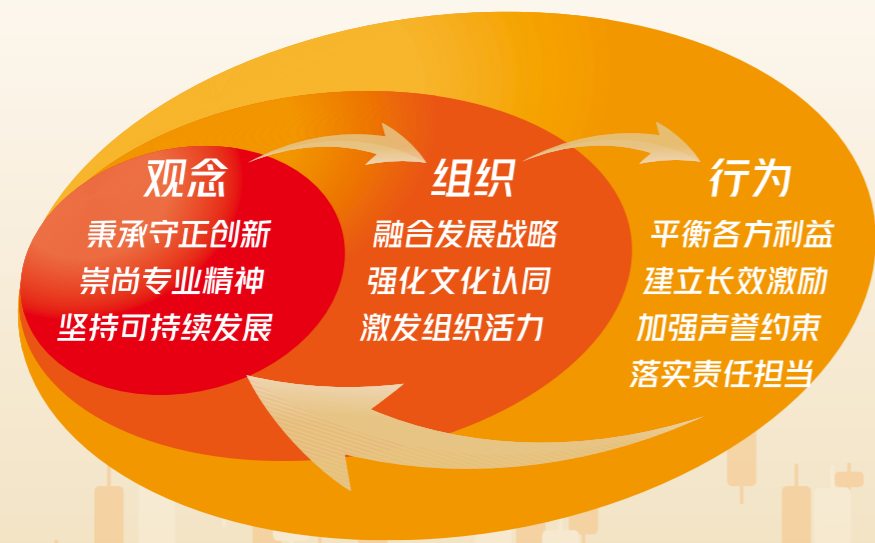 观念
秉承守正创新
崇尚专业精神
坚持可持续发展
组织
融合发展战略
强化文化认同
激发组织活力
行为
平衡各方利益
建立长效激励
加强声誉约束
落实责任担当